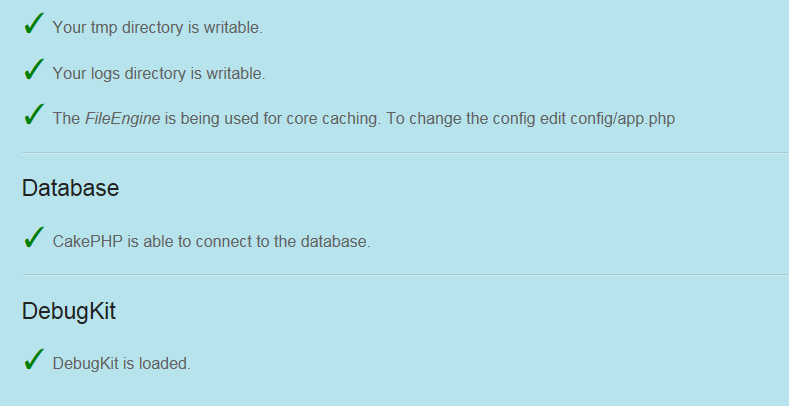 Your tmp directory is writable.
Your logs directory is writable.
The FileEngine is being used for core caching. To change the config edit config/app.php
Database
CakePHP is able to connect to the database.
DebugKit
DebugKit is loaded.